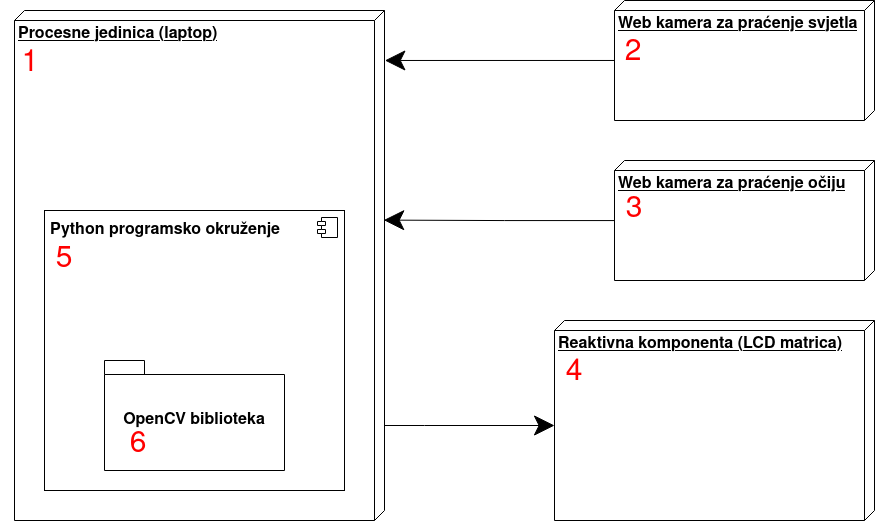 Procesne jedinica (laptop)
1
Web kamera za praćenje svjetla
2
Web kamera za praćenje očiju
3
Reaktivna komponenta (LCD matrica)
4
Python programsko okruženje
5
OpenCV biblioteka
6